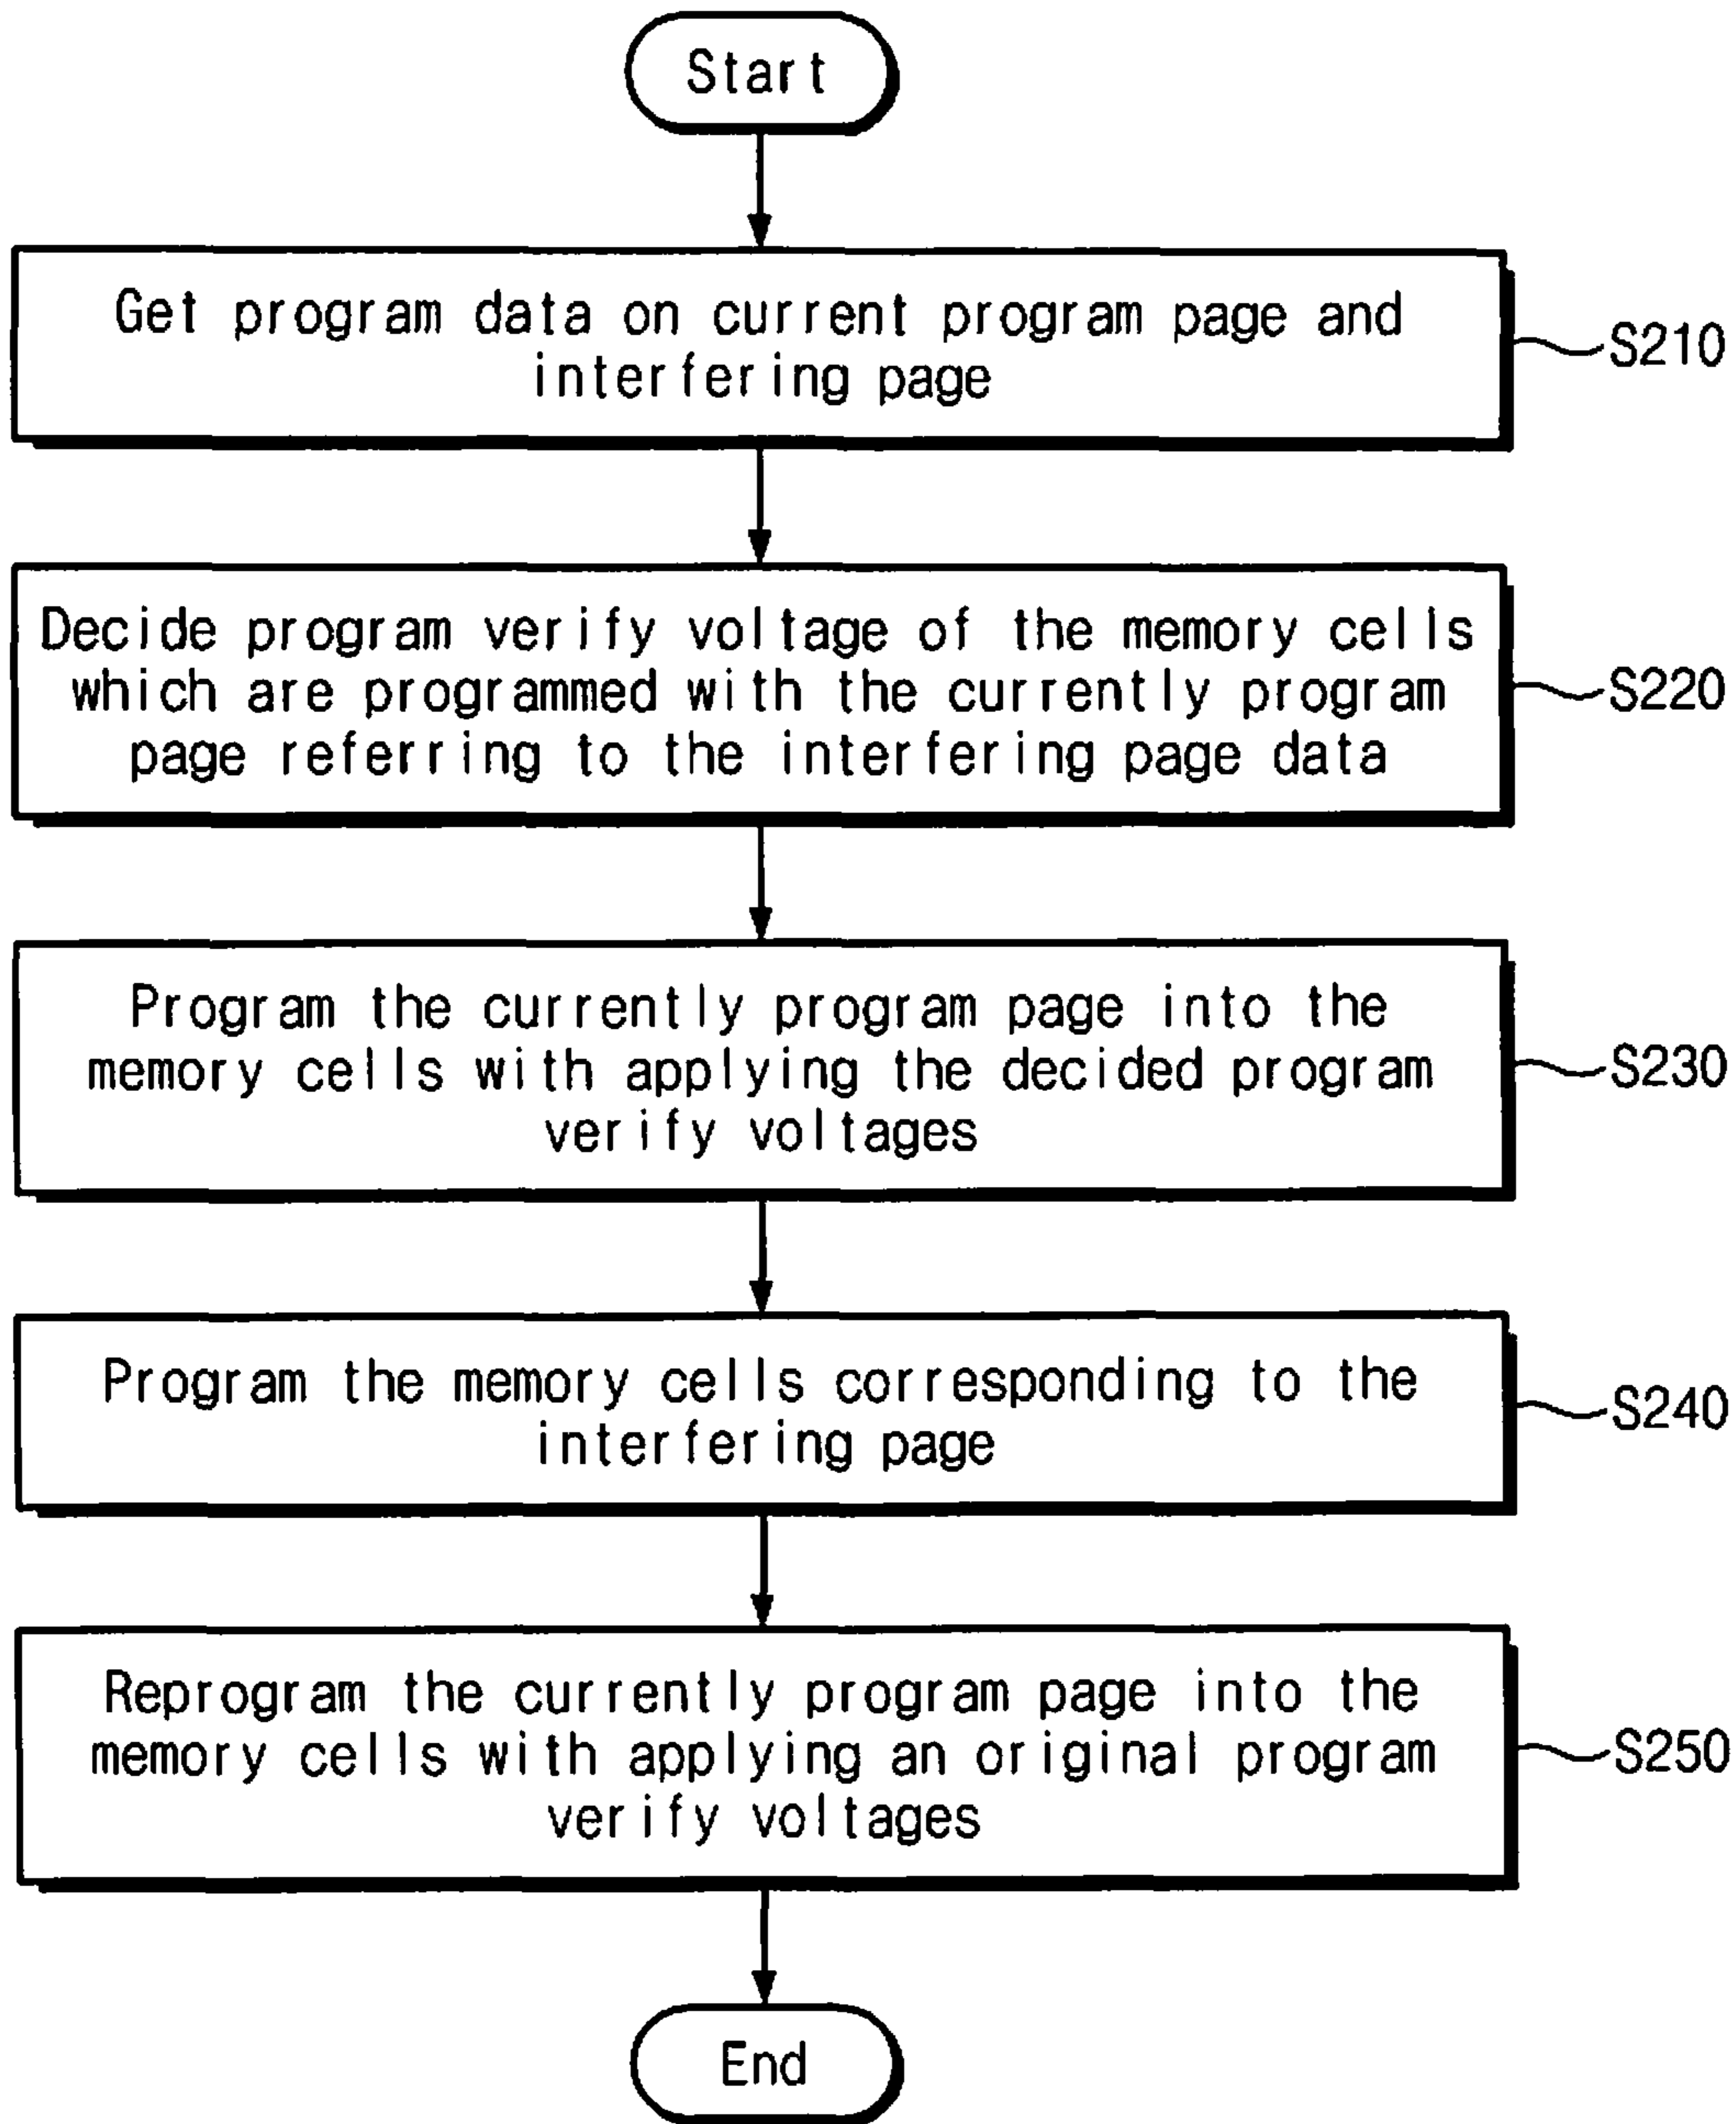 Start
Get program data on current program page and
interfering page
S210
Decide program verify voltage of the memory cells
which are programmed with the currently program
page referring to the interfering page data
S220
Program the currently program page into the
memory cells with applying the decided program
verify voltages
S230
Program the memory cells corresponding to the
interfering page
S240
Reprogram the currently program page into the
memory cells with applying an original program
verify voltages
S250
End